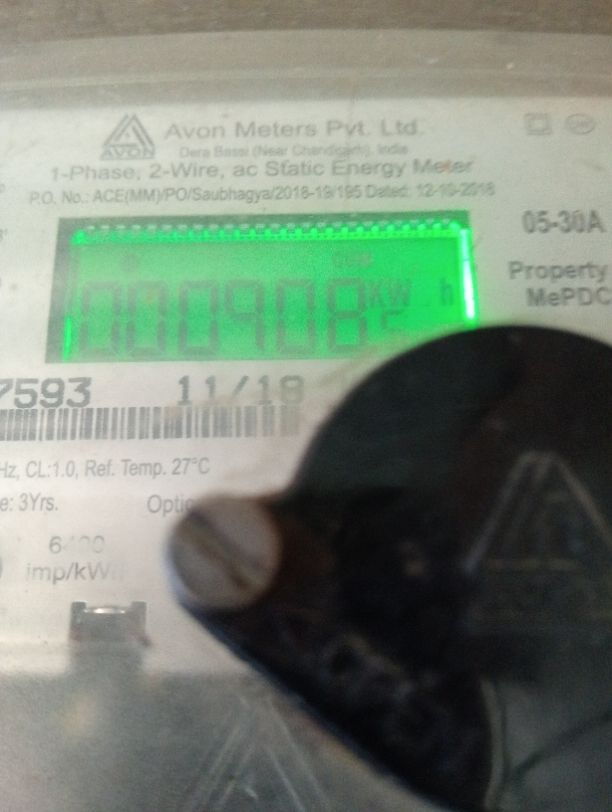 Avon Meters Pvt. Ltd.
AVON
Dera Bassi (Near Chandigarh), India
1-Phase, 2-Wire, ac Static Energy Meter
P.O. No.: ACE(MM)/PO/Saubhagya/2018-19/195 Dated: 12-10-2018
05-30A
000908 KW h
Property
MePDC
7593 11/18
Hz, CL:1.0, Ref. Temp. 27°C
e: 3Yrs.
6400
imp/kWh